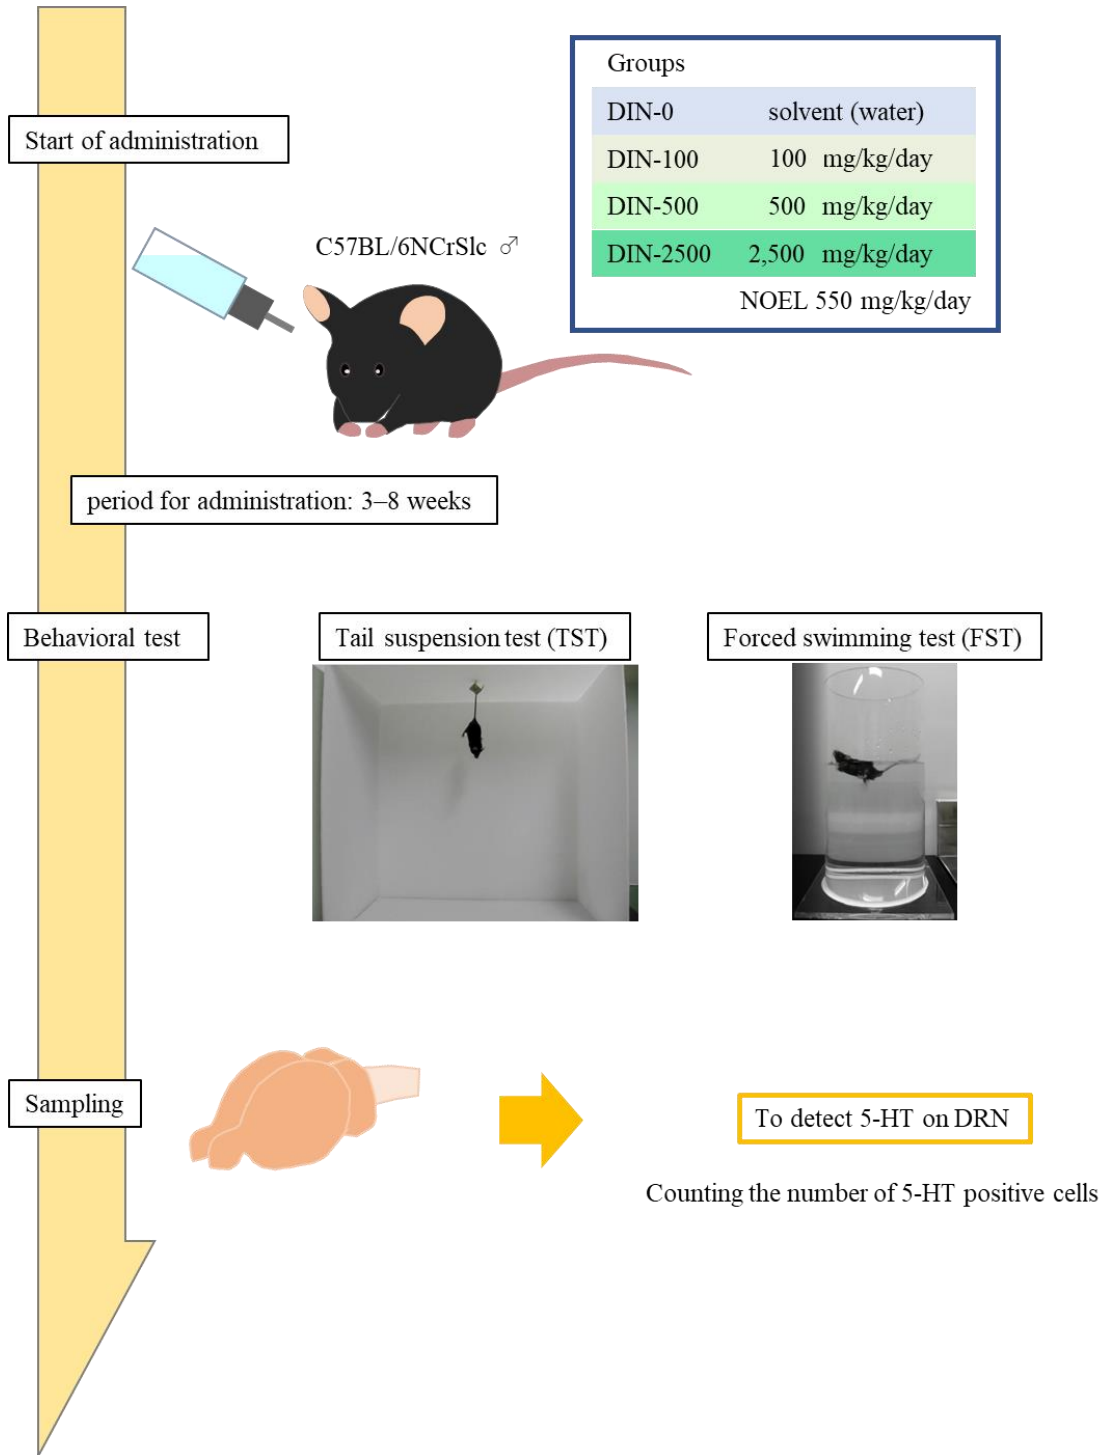 Groups
DIN-0 solvent (water)
Start of administration
DIN-100 100 mg/kg/day
DIN-500 500 mg/kg/day
C57BL/6NCrSlc ♂
DIN-2500 2,500 mg/kg/day
NOEL 550 mg/kg/day
period for administration: 3–8 weeks
Behavioral test
Tail suspension test (TST)
Forced swimming test (FST)
Sampling
To detect 5-HT on DRN
Counting the number of 5-HT positive cells